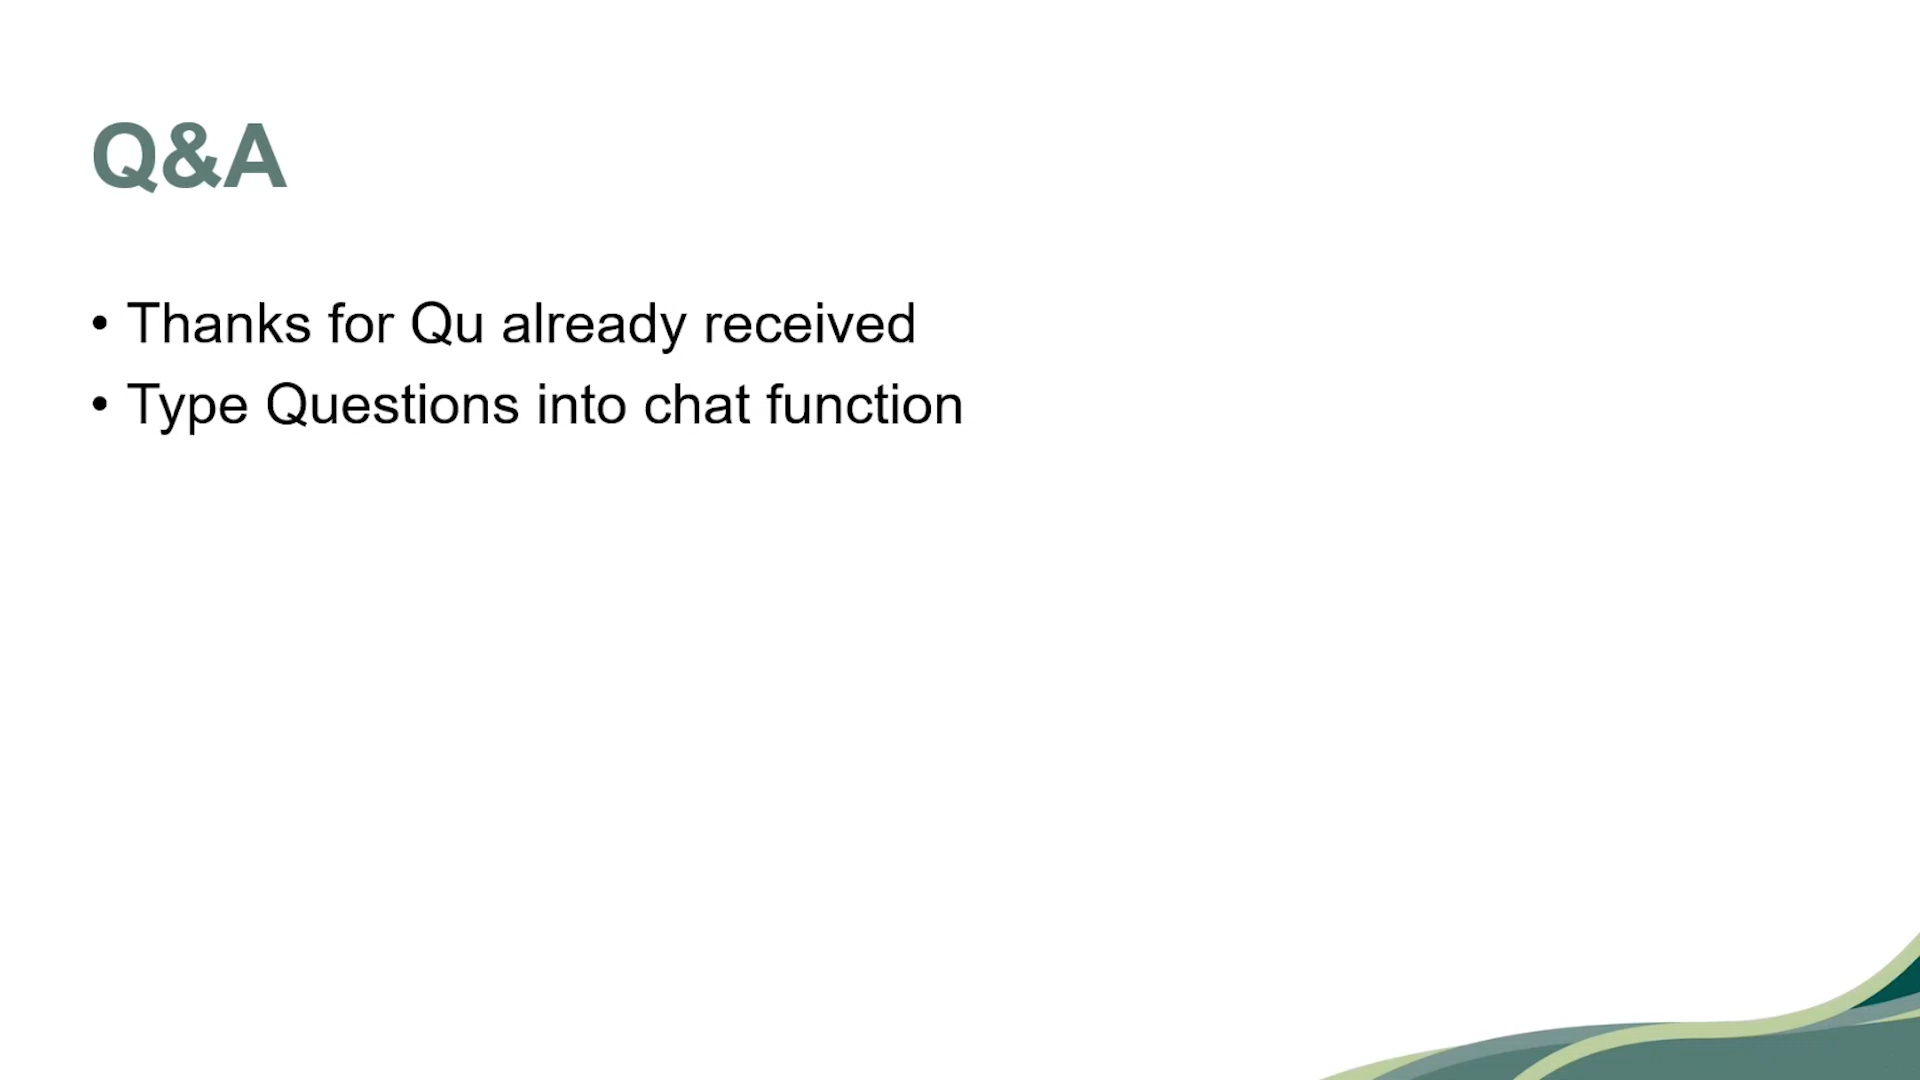 Q&A
• Thanks for Qu already received
• Type Questions into chat function